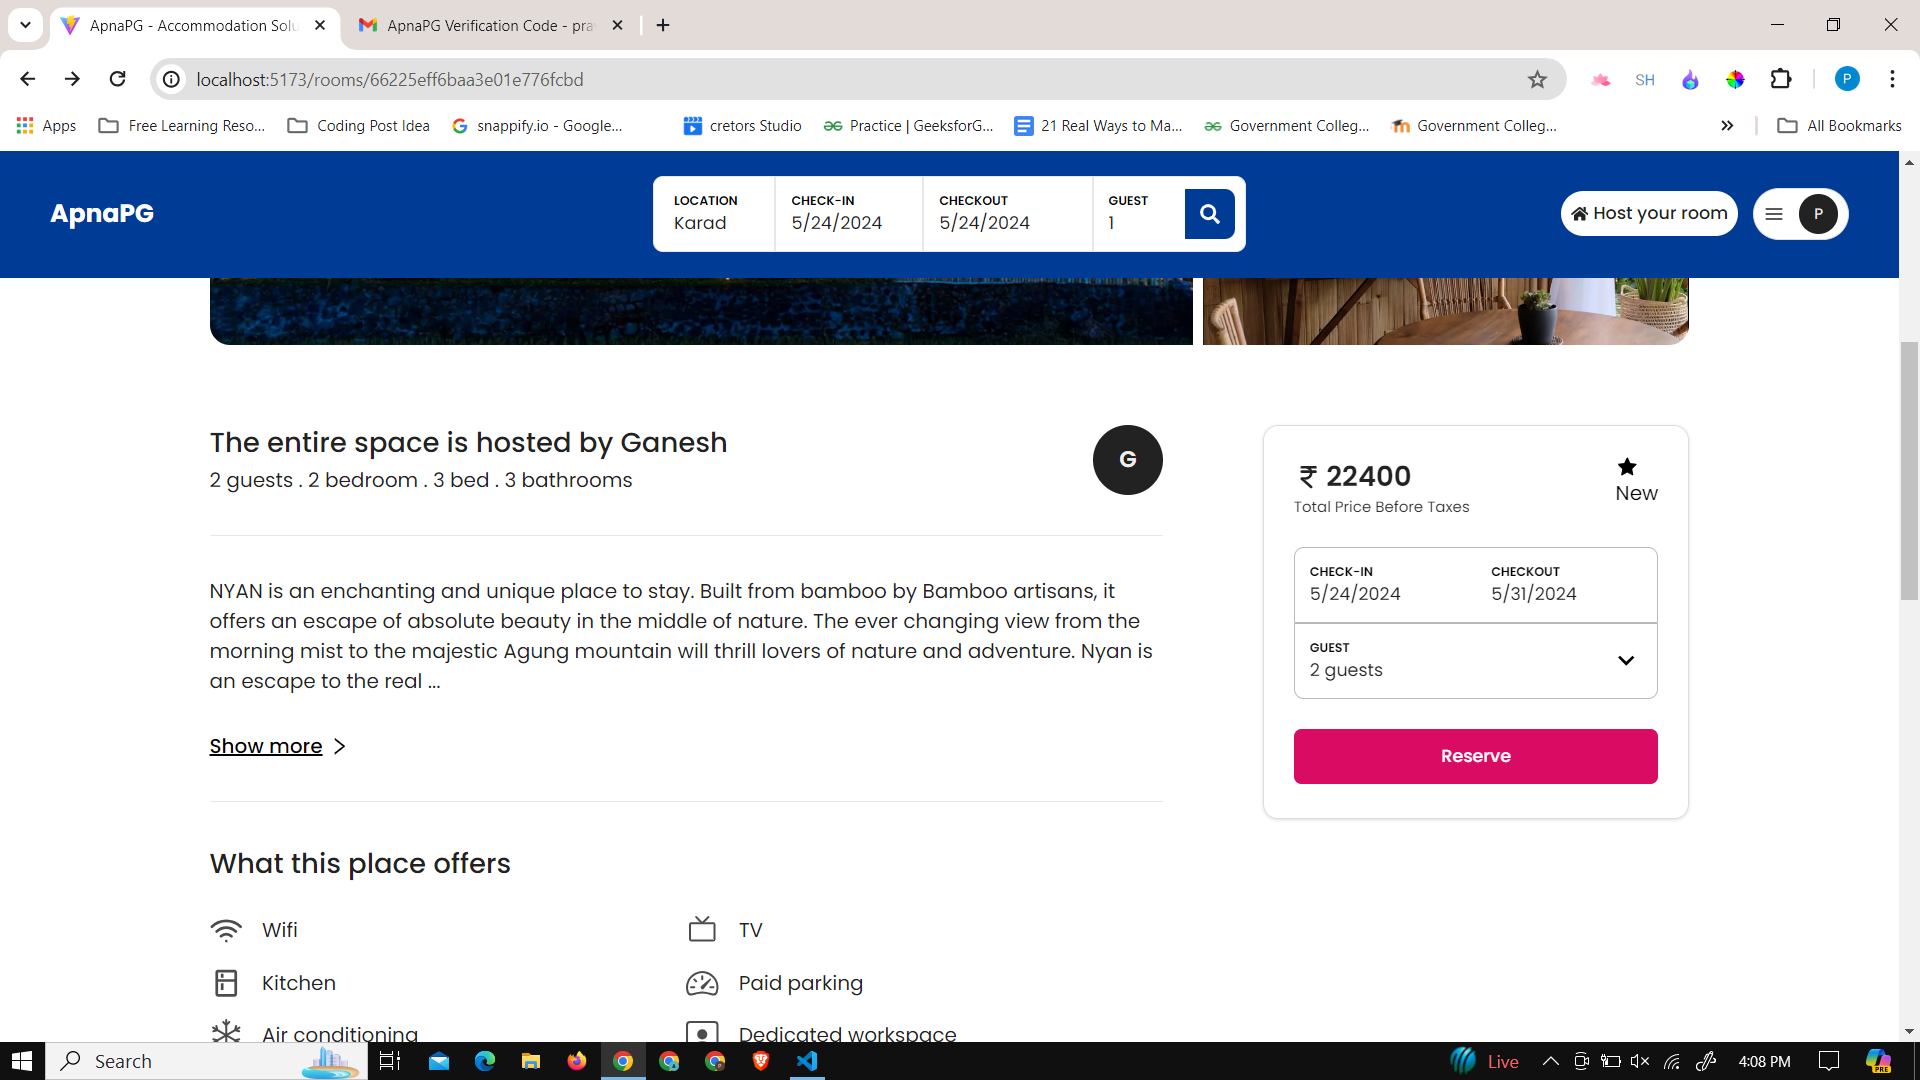 ApnaPG - Accommodation Solu
ApnaPG Verification Code - pra
localhost:5173/rooms/66225eff6baa3e01e776fcbd
SH
P
Apps
Free Learning Reso...
Coding Post Idea
snappify.io - Google...
cretors Studio
Practice | GeeksforG...
21 Real Ways to Ma...
Government Colleg...
Government Colleg...
All Bookmarks
ApnaPG
LOCATION
Karad
CHECK-IN
5/24/2024
CHECKOUT
5/24/2024
GUEST
1
Host your room
P
The entire space is hosted by Ganesh
2 guests . 2 bedroom . 3 bed . 3 bathrooms
G
NYAN is an enchanting and unique place to stay. Built from bamboo by Bamboo artisans, it
offers an escape of absolute beauty in the middle of nature. The ever changing view from the
morning mist to the majestic Agung mountain will thrill lovers of nature and adventure. Nyan is
an escape to the real ...
Show more
₹ 22400
Total Price Before Taxes
New
CHECK-IN
5/24/2024
CHECKOUT
5/31/2024
GUEST
2 guests
Reserve
What this place offers
Wifi
TV
Kitchen
Paid parking
Air conditioning
Dedicated workspace
Search
Live
4:08 PM
PRE